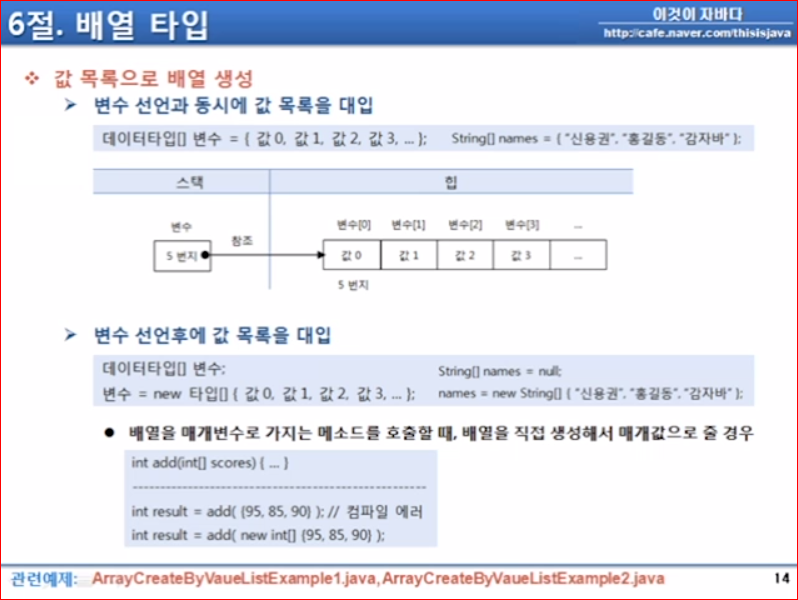 6절. 배열 타입
이것이 자바다
http://cafe.naver.com/thisisjava
❖ 값 목록으로 배열 생성
➢ 변수 선언과 동시에 값 목록을 대입
데이터타입[] 변수 = { 값 0, 값 1, 값 2, 값 3, ... }; String[] names = { "신용권", "홍길동", "감자바" };
스택 힙
변수 변수[0] 변수[1] 변수[2] 변수[3] ...
참조
5 번지 값 0 값 1 값 2 값 3 ...
5 번지
➢ 변수 선언후에 값 목록을 대입
데이터타입[] 변수; String[] names = null;
변수 = new 타입[] { 값 0, 값 1, 값 2, 값 3, ... }; names = new String[] { "신용권", "홍길동", "감자바" };
● 배열을 매개변수로 가지는 메소드를 호출할 때, 배열을 직접 생성해서 매개값으로 줄 경우
int add(int[] scores) { ... }
--------------------------------------------------
int result = add( {95, 85, 90} ); // 컴파일 에러
int result = add( new int[] {95, 85, 90} );
관련예제: ArrayCreateByVaueListExample1.java, ArrayCreateByVaueListExample2.java
14